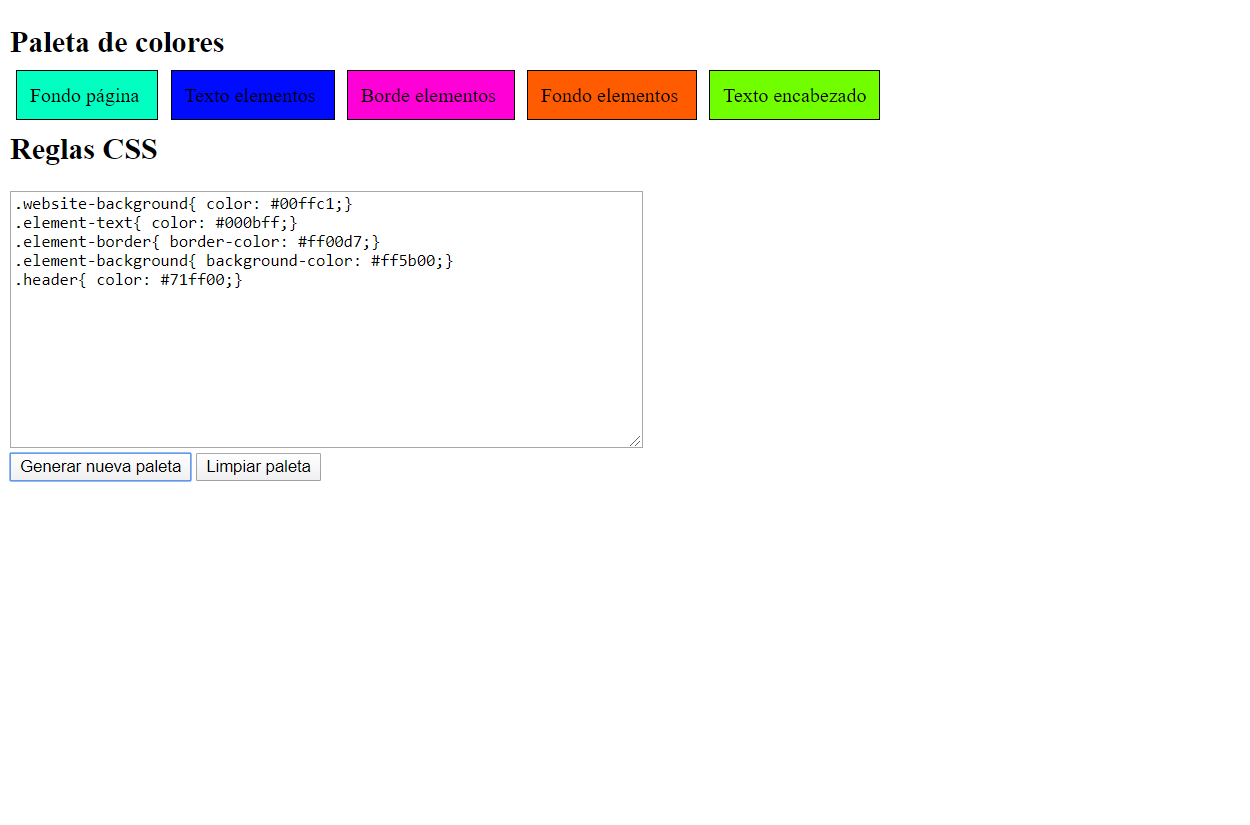 Paleta de colores
Fondo página Texto elementos Borde elementos Fondo elementos Texto encabezado
Reglas CSS
.website-background{ color: #00ffc1;}
.element-text{ color: #000bff;}
.element-border{ border-color: #ff00d7;}
.element-background{ background-color: #ff5b00;}
.header{ color: #71ff00;}
Generar nueva paleta Limpiar paleta